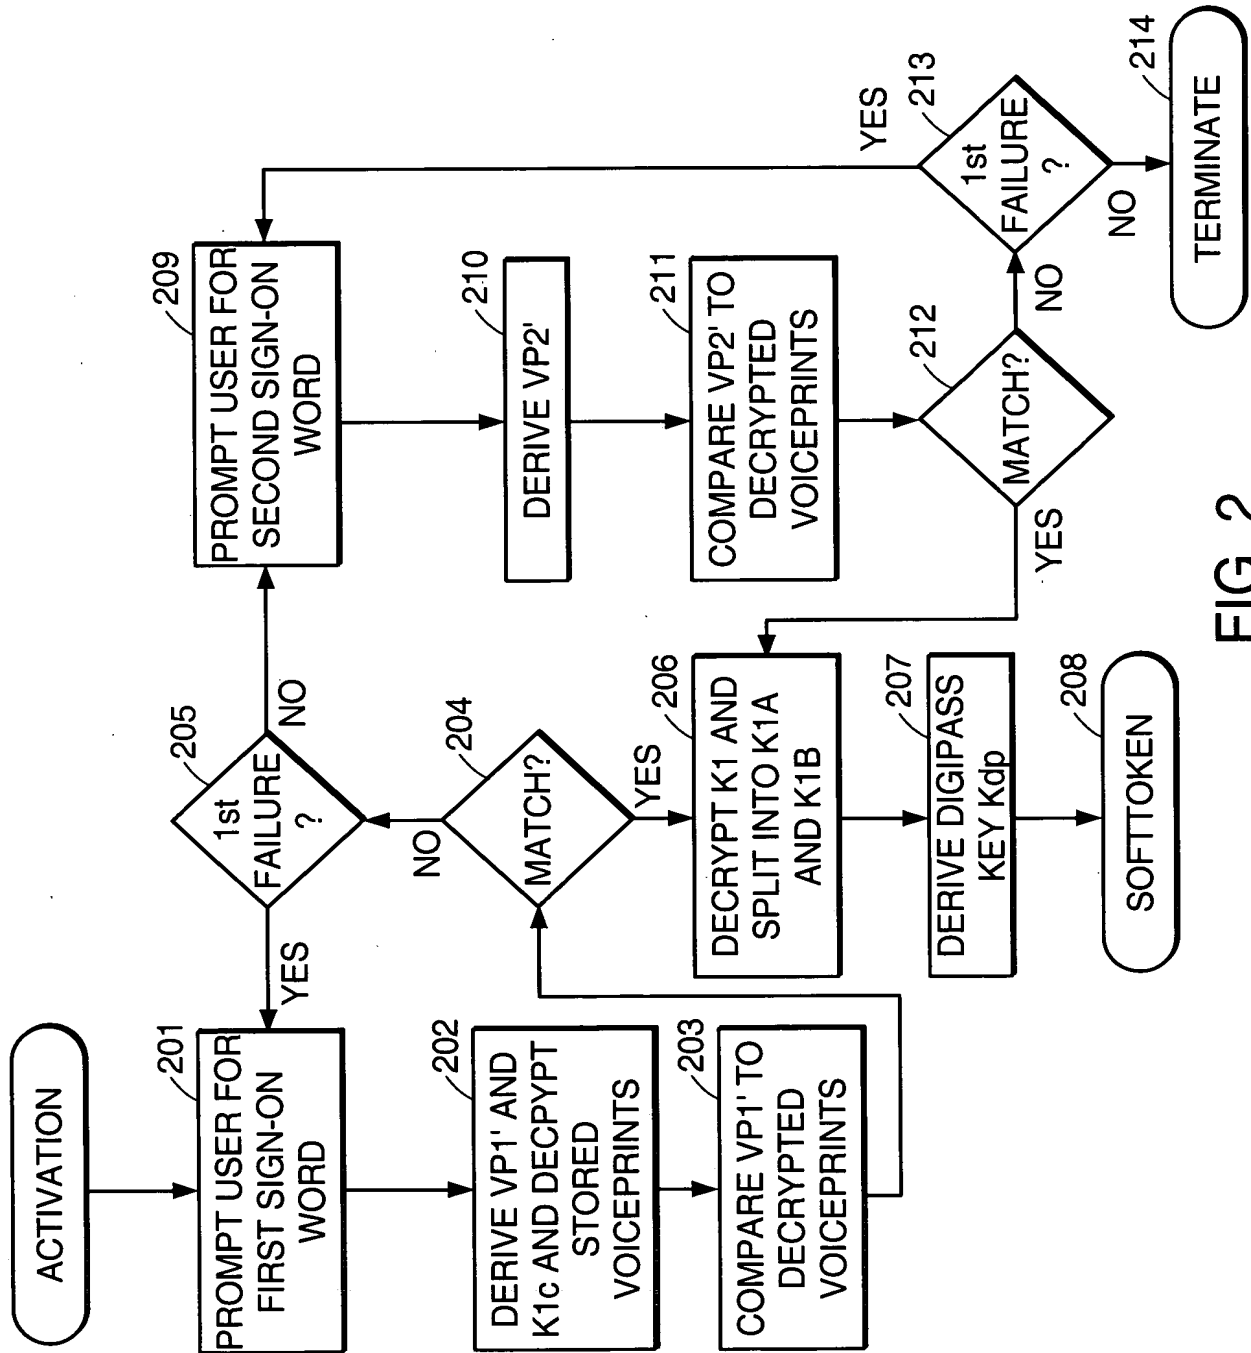 ACTIVATION
201
PROMPT USER FOR
FIRST SIGN-ON
WORD
202
DERIVE VP1' AND
K1c AND DECPYPT
STORED
VOICEPRINTS
203
COMPARE VP1' TO
DECRYPTED
VOICEPRINTS
204
MATCH?
NO
YES
205
1st
FAILURE
?
YES
NO
206
DECRYPT K1 AND
SPLIT INTO K1A
AND K1B
207
DERIVE DIGIPASS
KEY Kdp
208
SOFTTOKEN
209
PROMPT USER FOR
SECOND SIGN-ON
WORD
210
DERIVE VP2'
211
COMPARE VP2' TO
DECRYPTED
VOICEPRINTS
212
MATCH?
YES
NO
213
1st
FAILURE
?
YES
NO
214
TERMINATE
FIG. 2